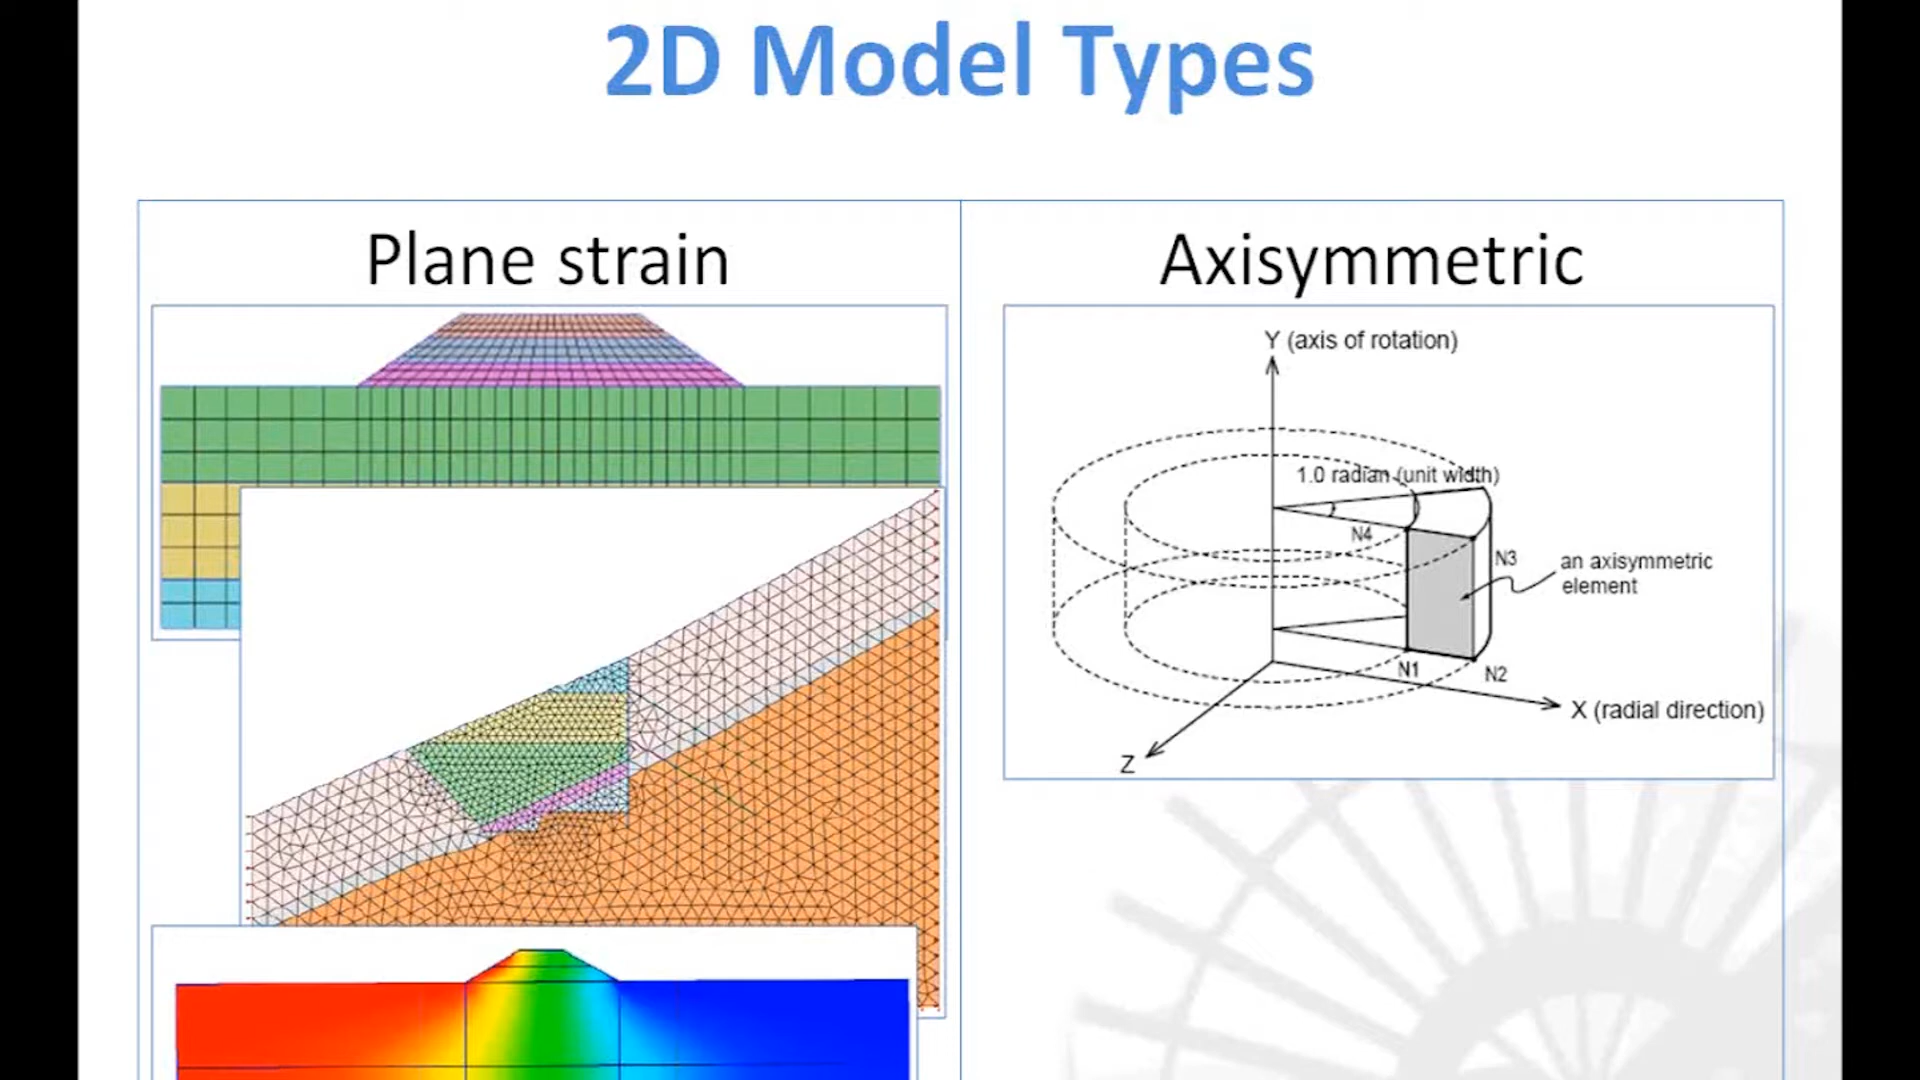 2D Model Types
Plane strain
Axisymmetric
Y (axis of rotation)
1.0 radian (unit width)
N4
N3
an axisymmetric
element
N1
N2
X (radial direction)
Z